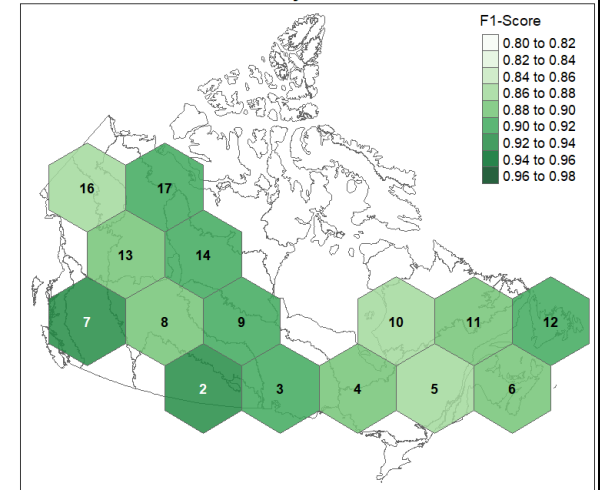 F1-Score
0.80 to 0.82
0.82 to 0.84
0.84 to 0.86
0.86 to 0.88
0.88 to 0.90
0.90 to 0.92
0.92 to 0.94
0.94 to 0.96
0.96 to 0.98
16 17
13 14
7 8 9 10 11 12
2 3 4 5 6